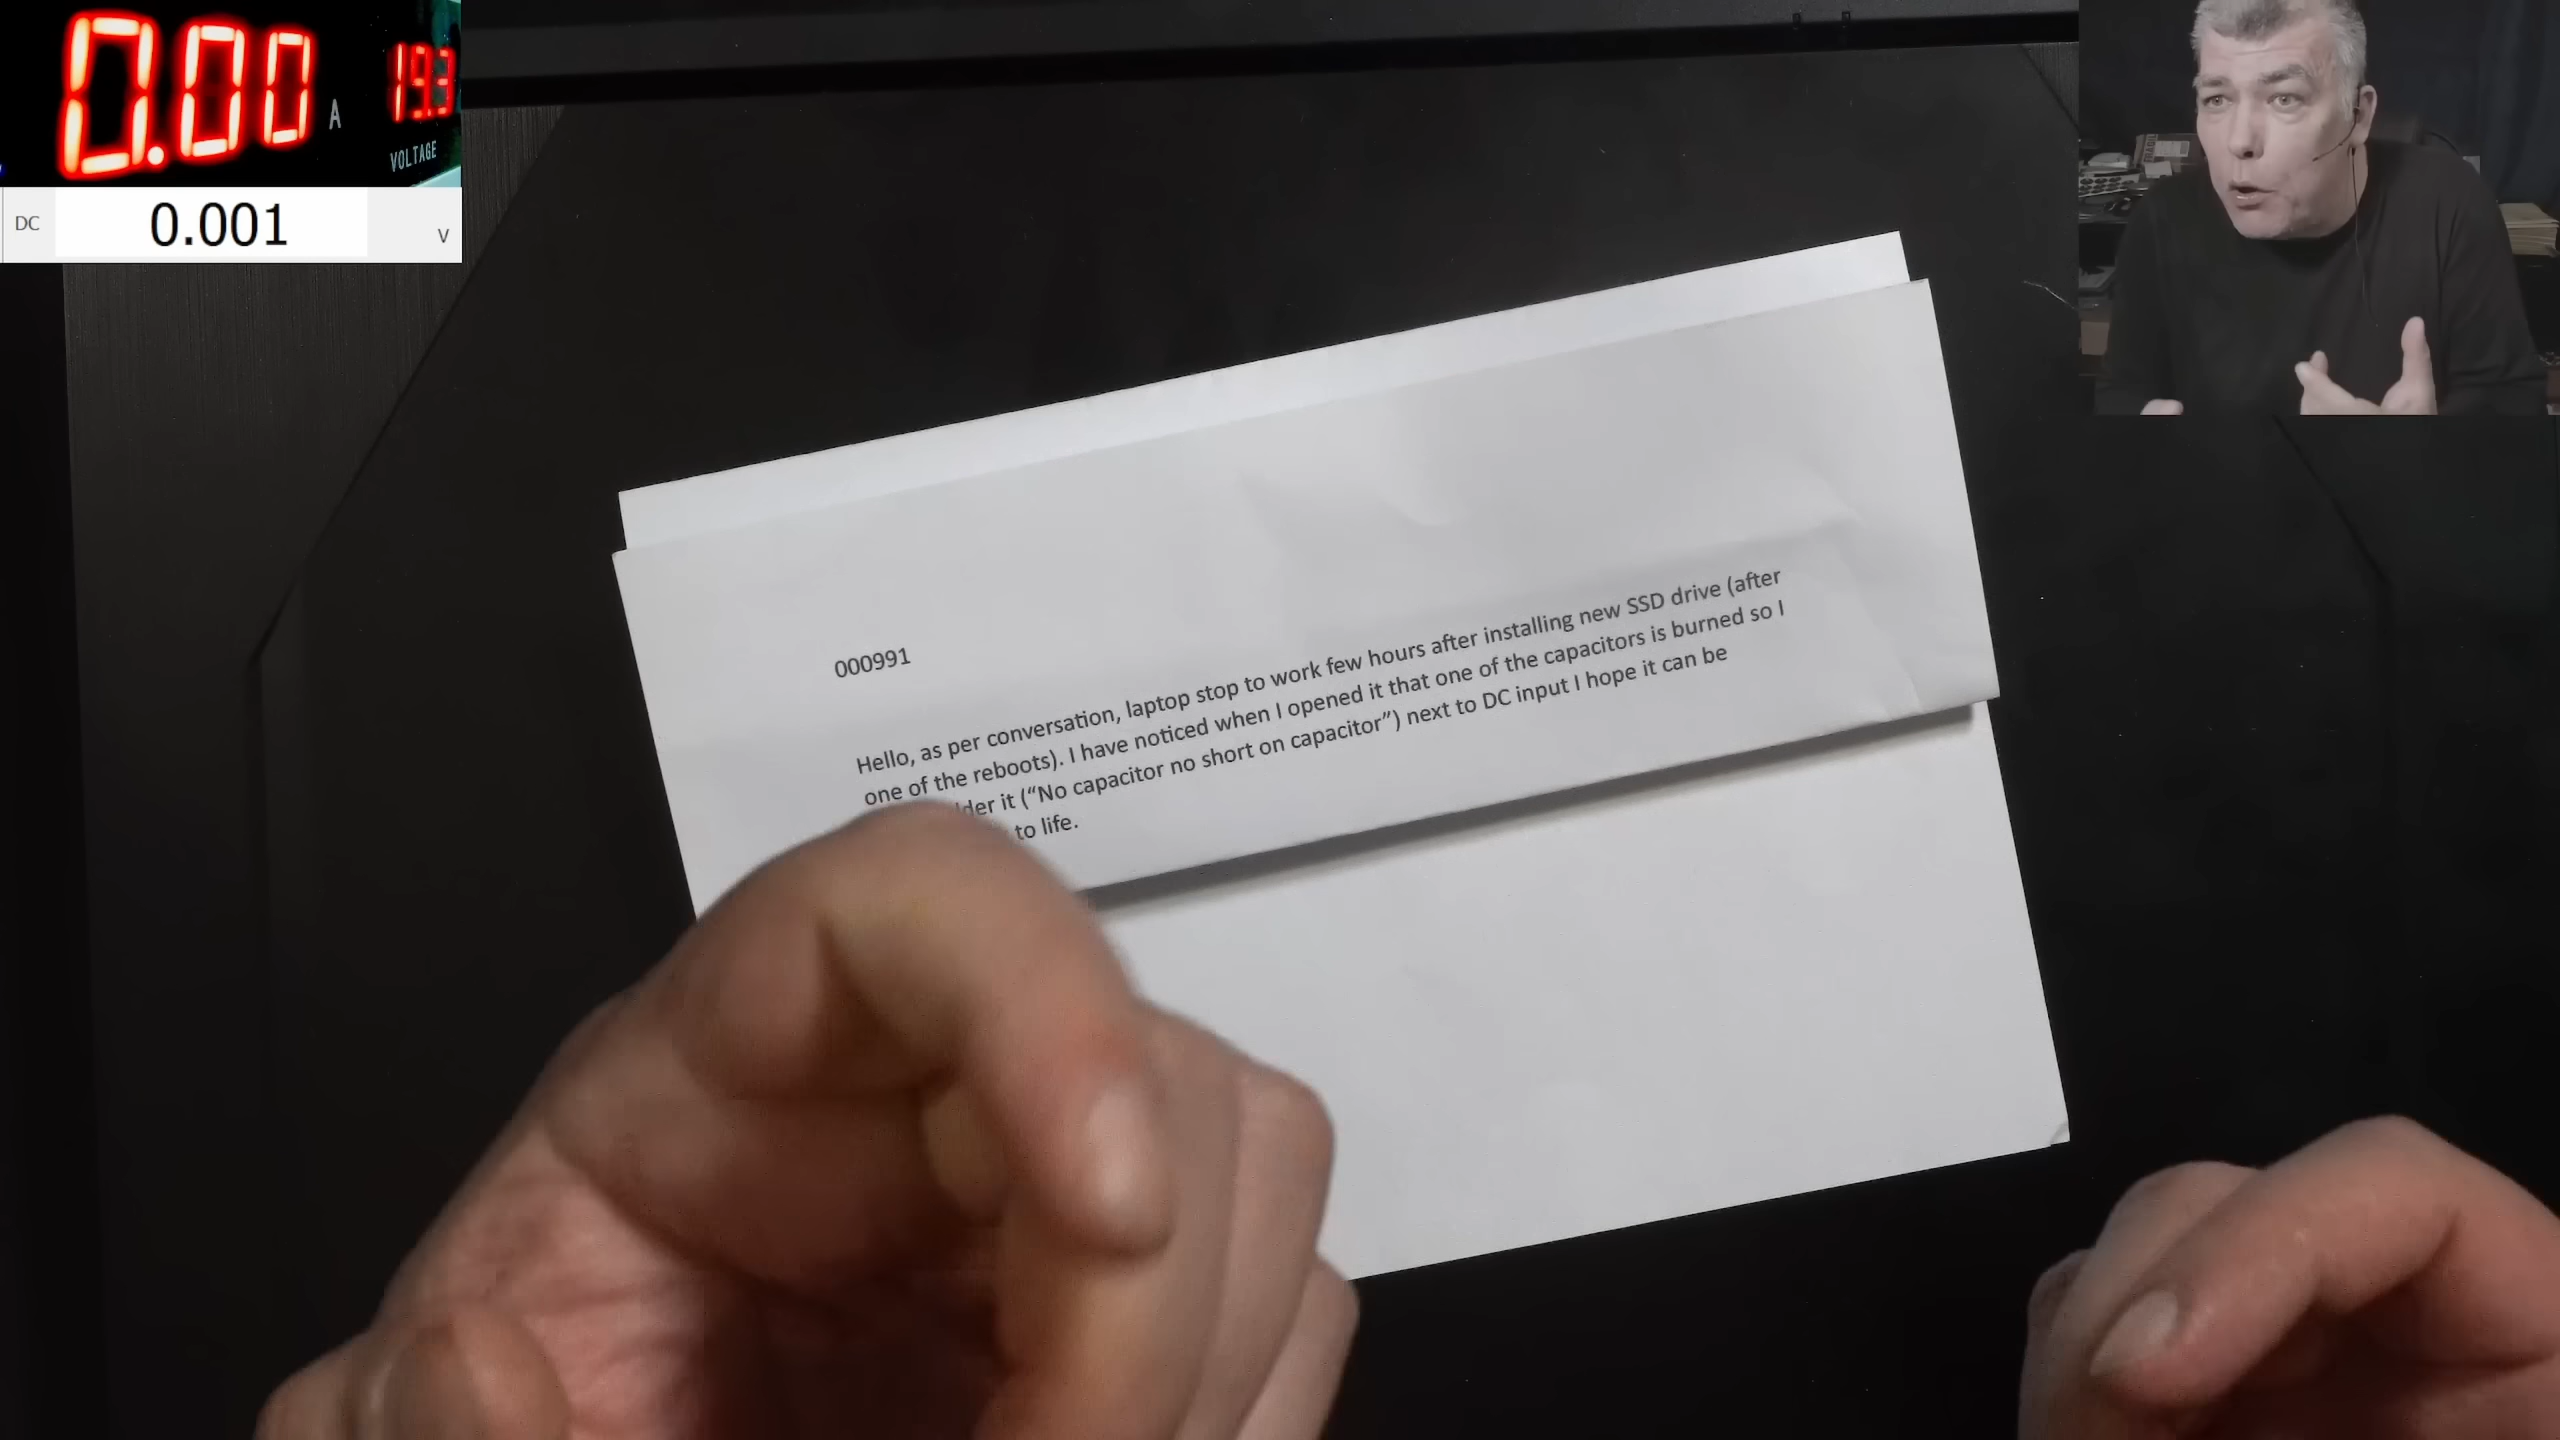 0.00 A 19.3
VOLTAGE
DC 0.001 V
000991
Hello, as per conversation, laptop stop to work few hours after installing new SSD drive (after
one of the reboots). I have noticed when I opened it that one of the capacitors is burned so I
it (“No capacitor no short on capacitor”) next to DC input I hope it can be
to life.